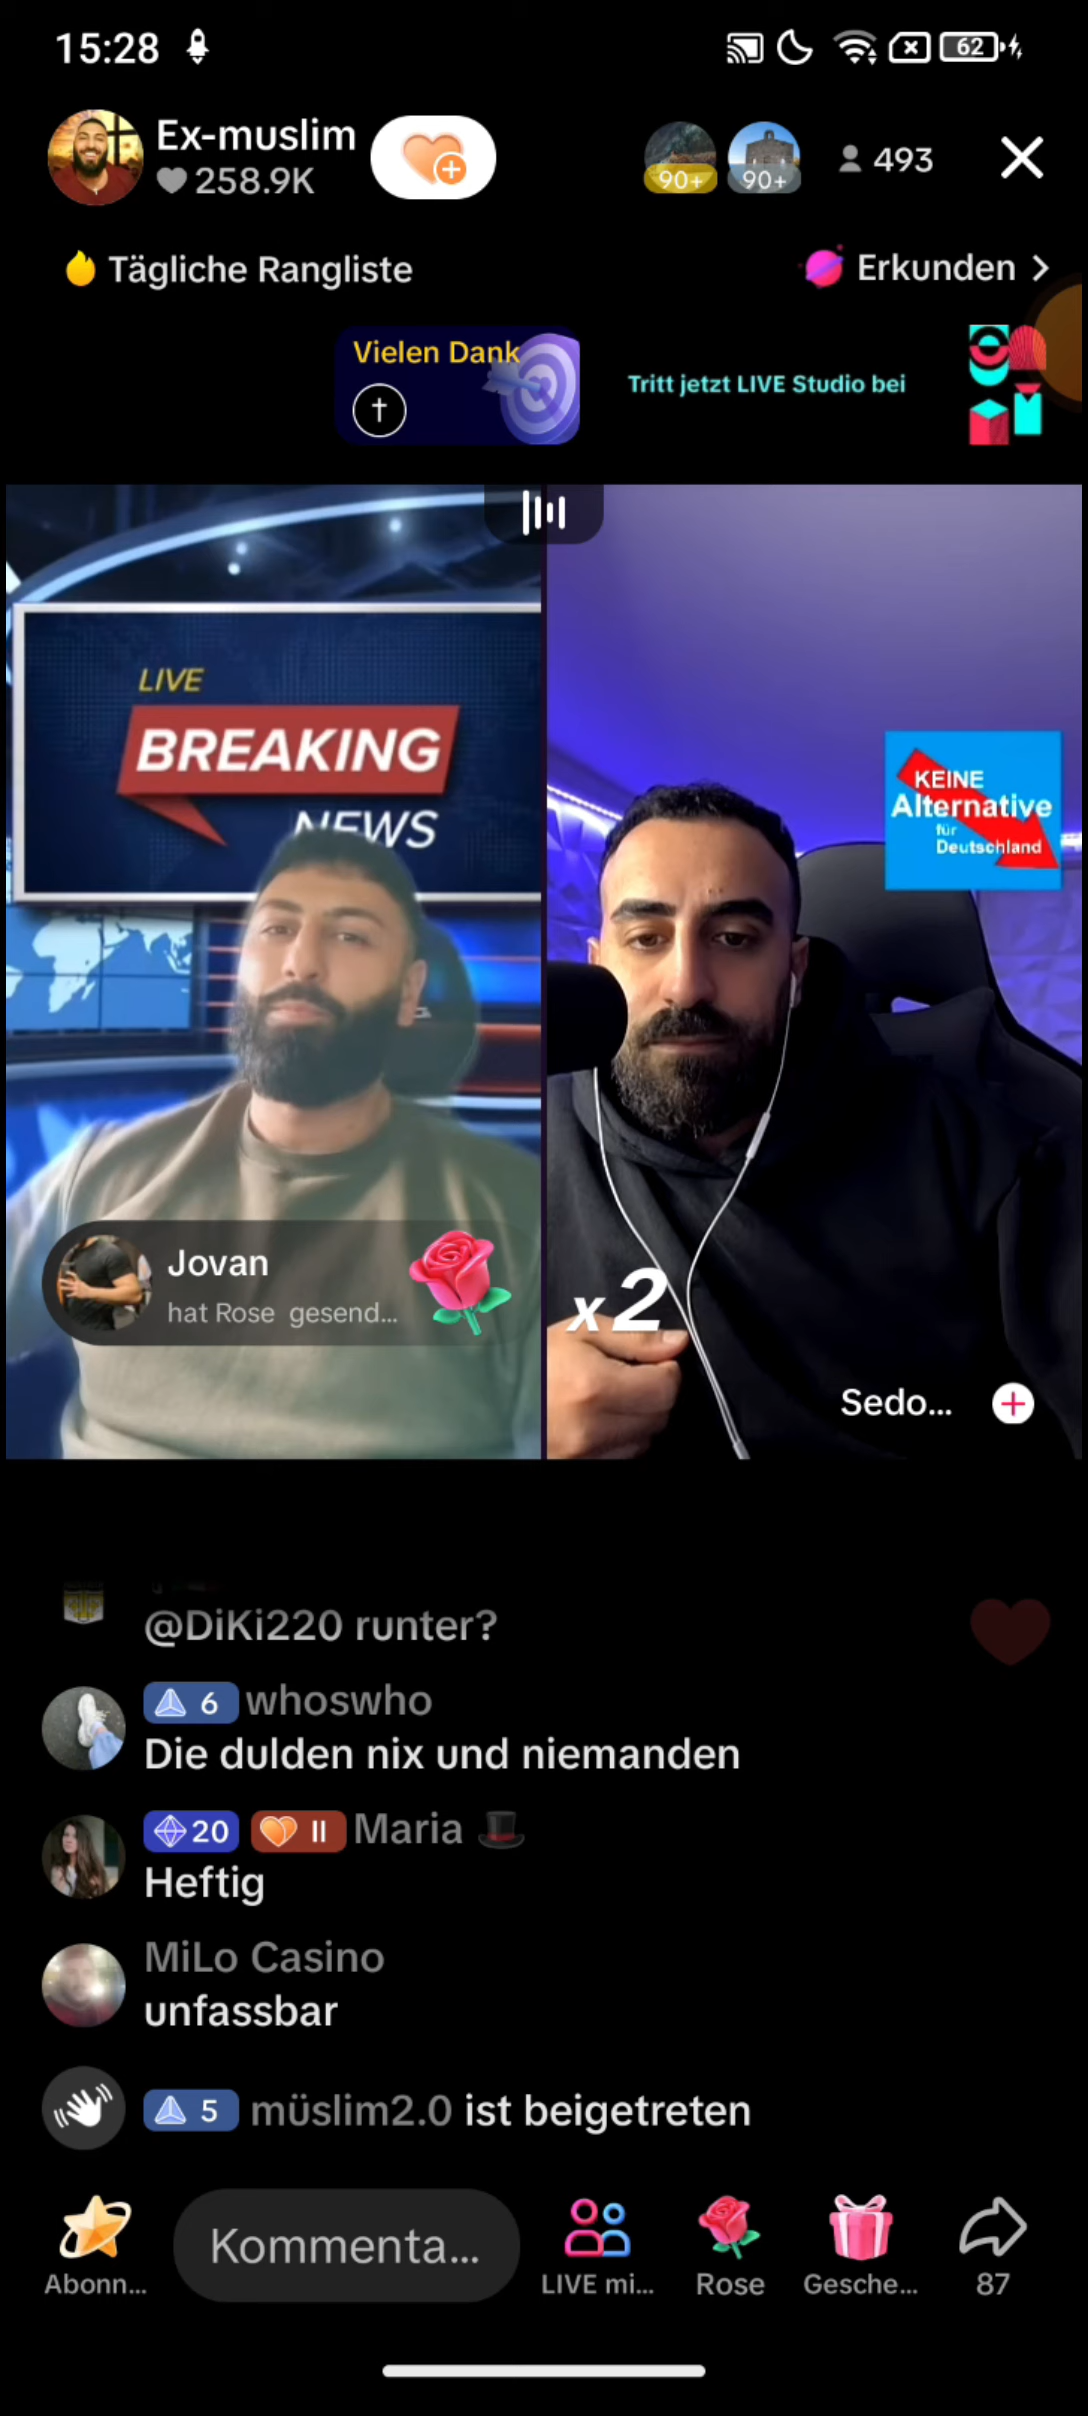 15:28
62
Ex-muslim
258.9K
90+
90+
493
Tägliche Rangliste
Erkunden
Vielen Dank
Tritt jetzt LIVE Studio bei
LIVE
BREAKING
NEWS
KEINE
Alternative
für
Deutschland
Jovan
hat Rose gesend...
x2
Sedo...
@DiKi220 runter?
6 whoswho
Die dulden nix und niemanden
20 II Maria
Heftig
MiLo Casino
unfassbar
5 müslim2.0 ist beigetreten
Kommenta...
Abonn...
LIVE mi...
Rose
Gesche...
87